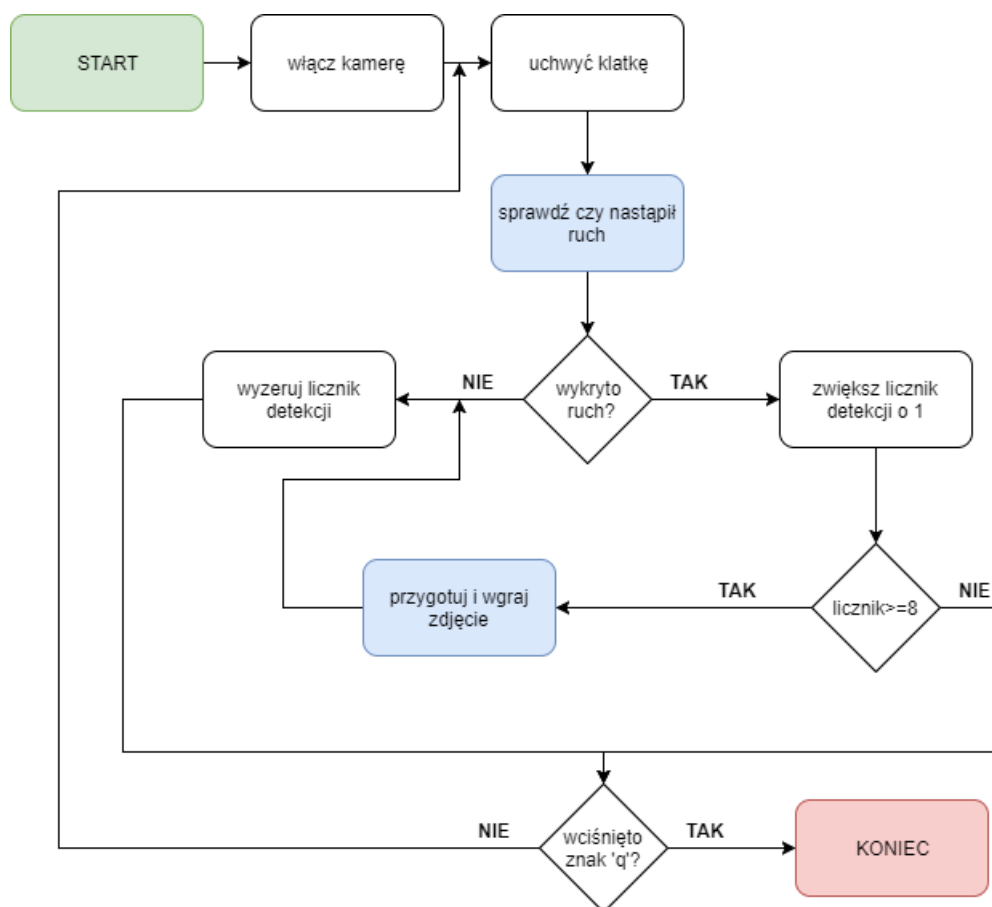 START
włącz kamerę
uchwyć klatkę
sprawdź czy nastąpił
ruch
wyzeruj licznik
detekcji
NIE
wykryto
ruch?
TAK
zwiększ licznik
detekcji o 1
przygotuj i wgraj
zdjęcie
TAK
licznik>=8
NIE
NIE
wciśnięto
znak 'q'?
TAK
KONIEC